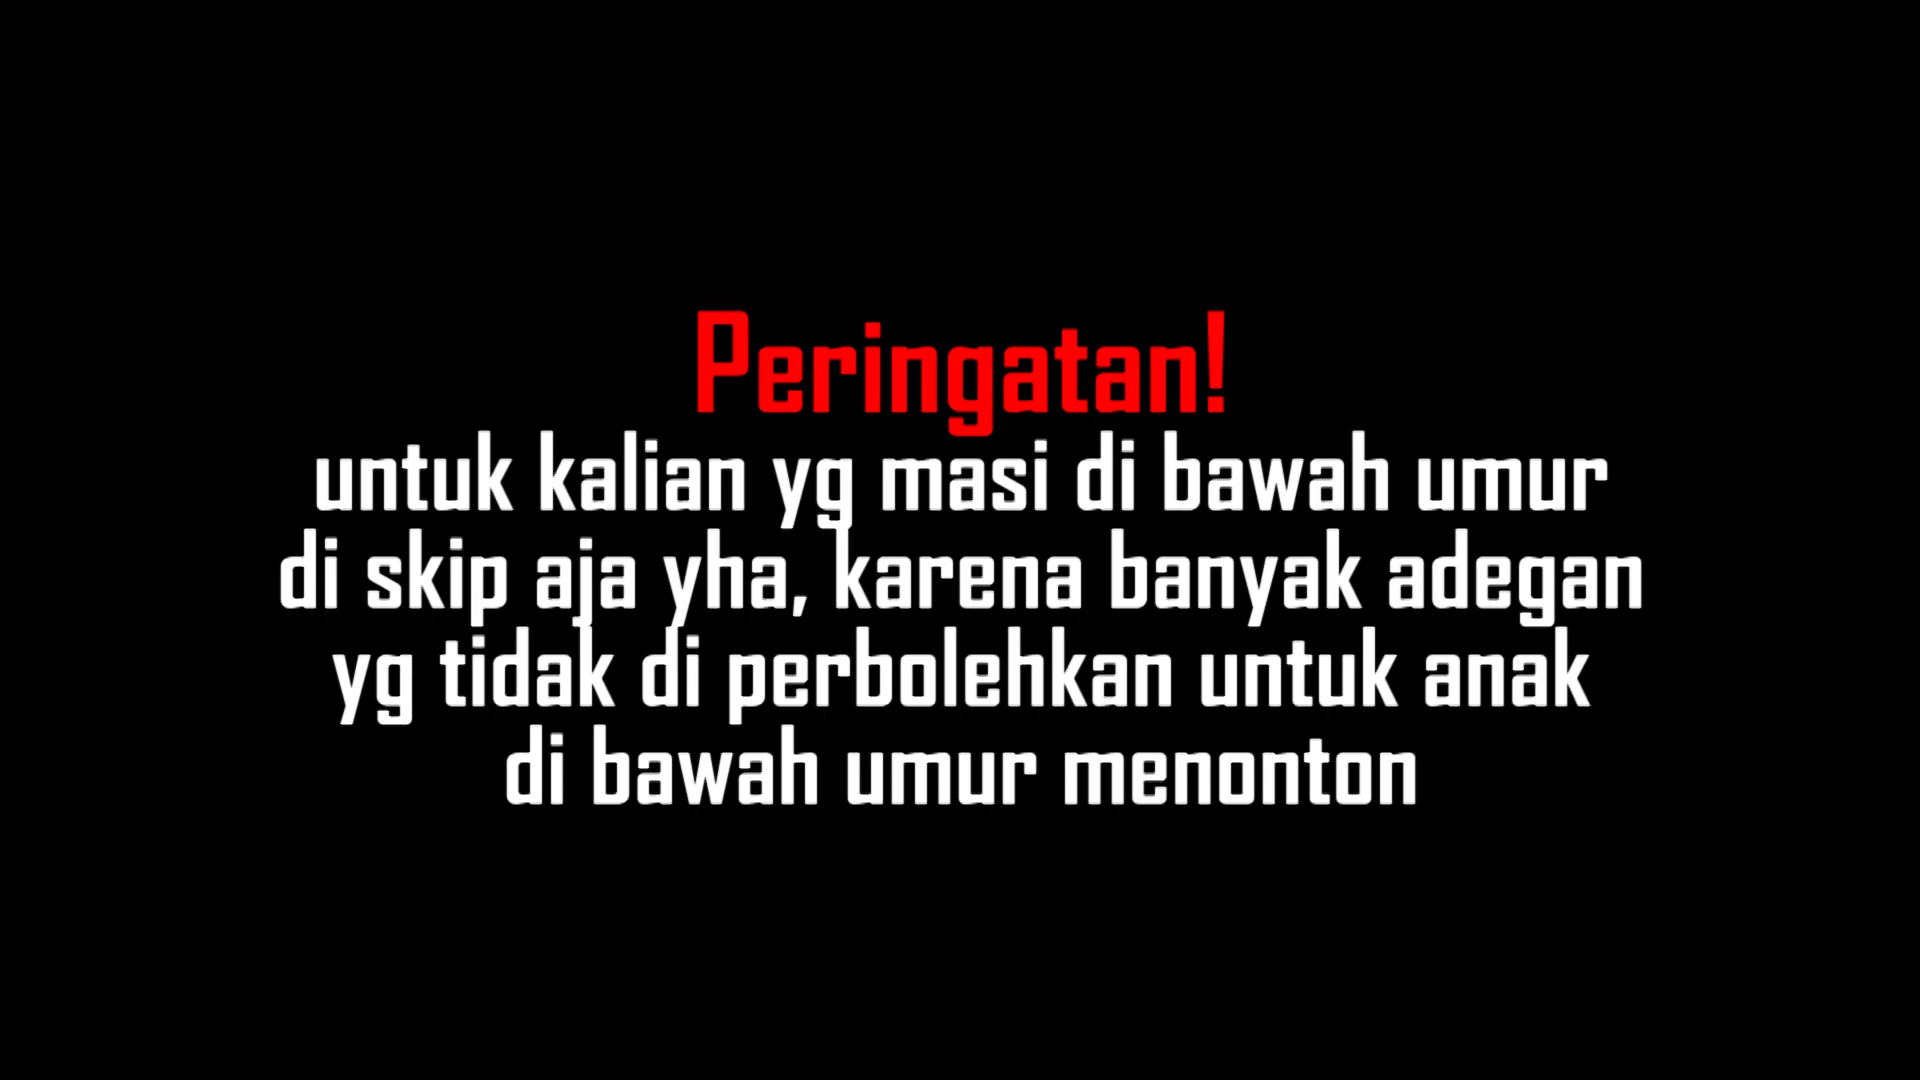 Peringatan!
untuk kalian yg masi di bawah umur
di skip aja yha, karena banyak adegan
yg tidak di perbolehkan untuk anak
di bawah umur menonton